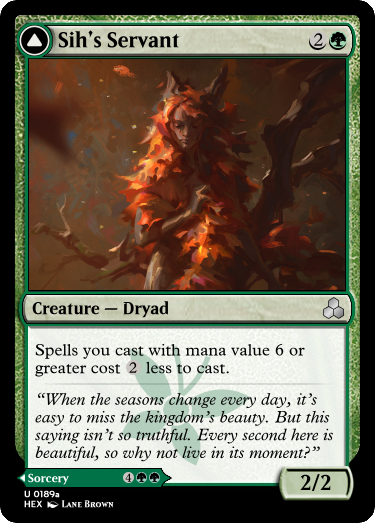 Sih's Servant 2
Creature — Dryad
Spells you cast with mana value 6 or
greater cost 2 less to cast.
“When the seasons change every day, it’s
easy to miss the kingdom’s beauty. But this
saying isn’t so truthful. Every second here is
beautiful, so why not live in its moment?”
Sorcery 4
2/2
U 0189a
HEX Lane Brown